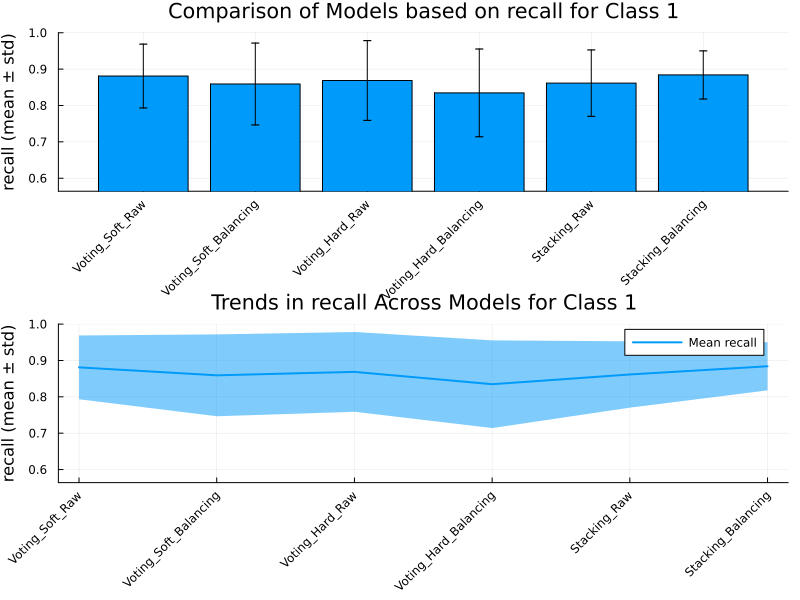 Comparison of Models based on recall for Class 1
recall (mean ± std)
1.0
0.9
0.8
0.7
0.6
Voting_Soft_Raw
Voting_Soft_Balancing
Voting_Hard_Raw
Voting_Hard_Balancing
Stacking_Raw
Stacking_Balancing
Trends in recall Across Models for Class 1
recall (mean ± std)
1.0
0.9
0.8
0.7
0.6
Mean recall
Voting_Soft_Raw
Voting_Soft_Balancing
Voting_Hard_Raw
Voting_Hard_Balancing
Stacking_Raw
Stacking_Balancing